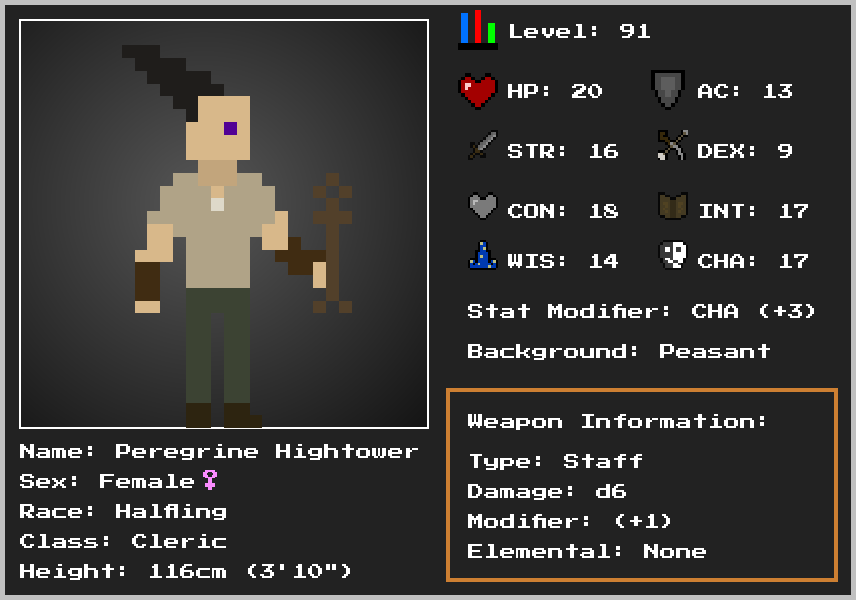 Level: 91
HP: 20 AC: 13
STR: 16 DEX: 9
CON: 18 INT: 17
WIS: 14 CHA: 17
Stat Modifier: CHA (+3)
Background: Peasant
Weapon Information:
Type: Staff
Damage: d6
Modifier: (+1)
Elemental: None
Name: Peregrine Hightower
Sex: Female♀
Race: Halfling
Class: Cleric
Height: 116cm (3'10")